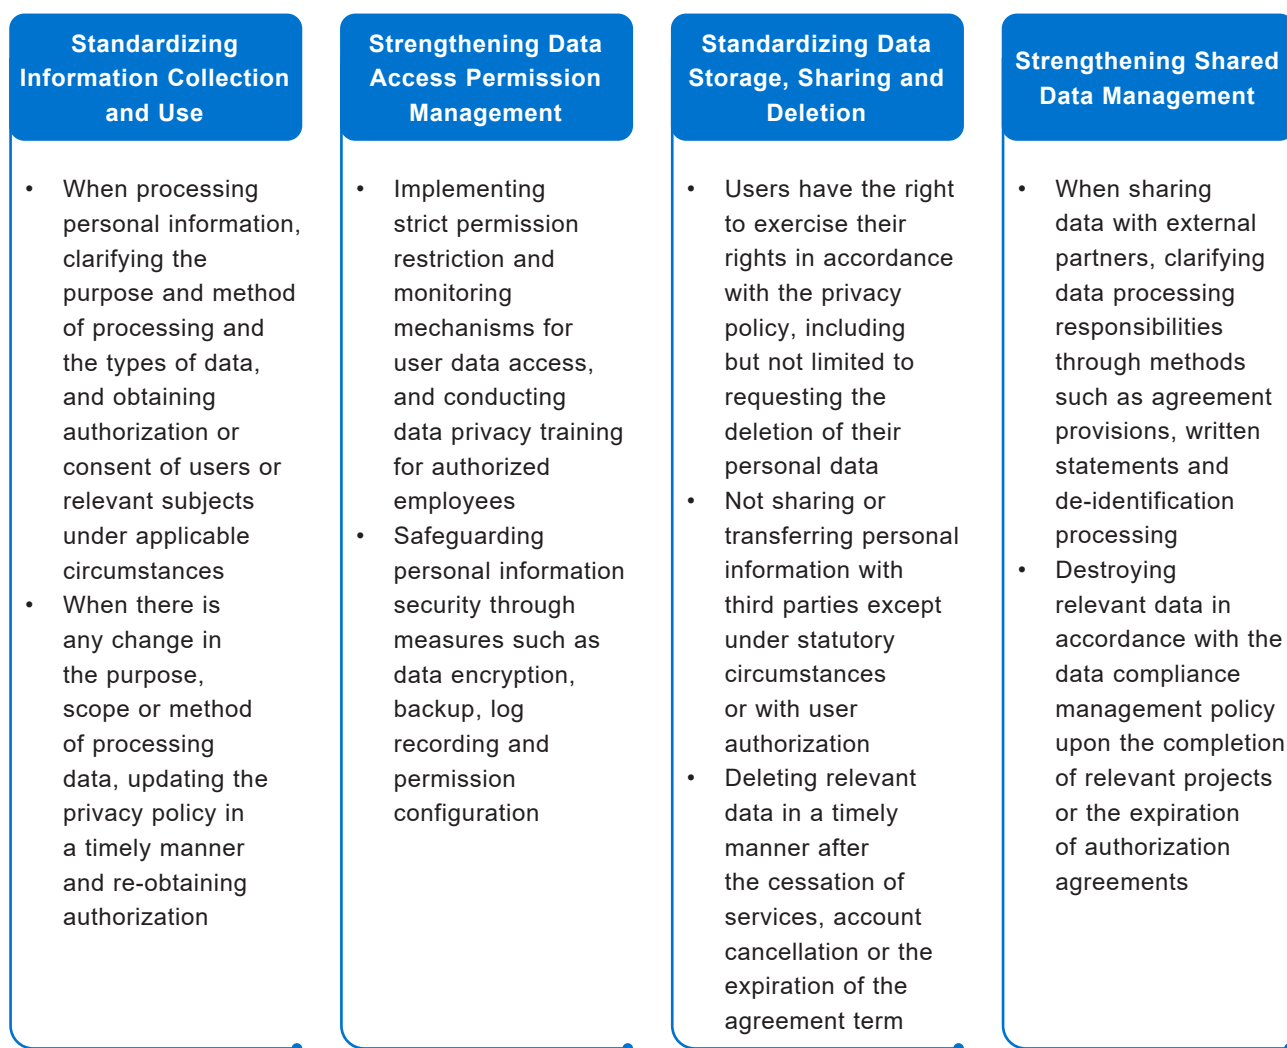 Standardizing
Information Collection
and Use
When processing
personal information,
clarifying the
purpose and method
of processing and
the types of data,
and obtaining
authorization or
consent of users or
relevant subjects
under applicable
circumstances
When there is
any change in
the purpose,
scope or method
of processing
data, updating the
privacy policy in
a timely manner
and re-obtaining
authorization
Strengthening Data
Access Permission
Management
Implementing
strict permission
restriction and
monitoring
mechanisms for
user data access,
and conducting
data privacy training
for authorized
employees
Safeguarding
personal information
security through
measures such as
data encryption,
backup, log
recording and
permission
configuration
Standardizing Data
Storage, Sharing and
Deletion
Users have the right
to exercise their
rights in accordance
with the privacy
policy, including
but not limited to
requesting the
deletion of their
personal data
Not sharing or
transferring personal
information with
third parties except
under statutory
circumstances
or with user
authorization
Deleting relevant
data in a timely
manner after
the cessation of
services, account
cancellation or the
expiration of the
agreement term
Strengthening Shared
Data Management
When sharing
data with external
partners, clarifying
data processing
responsibilities
through methods
such as agreement
provisions, written
statements and
de-identification
processing
Destroying
relevant data in
accordance with the
data compliance
management policy
upon the completion
of relevant projects
or the expiration
of authorization
agreements